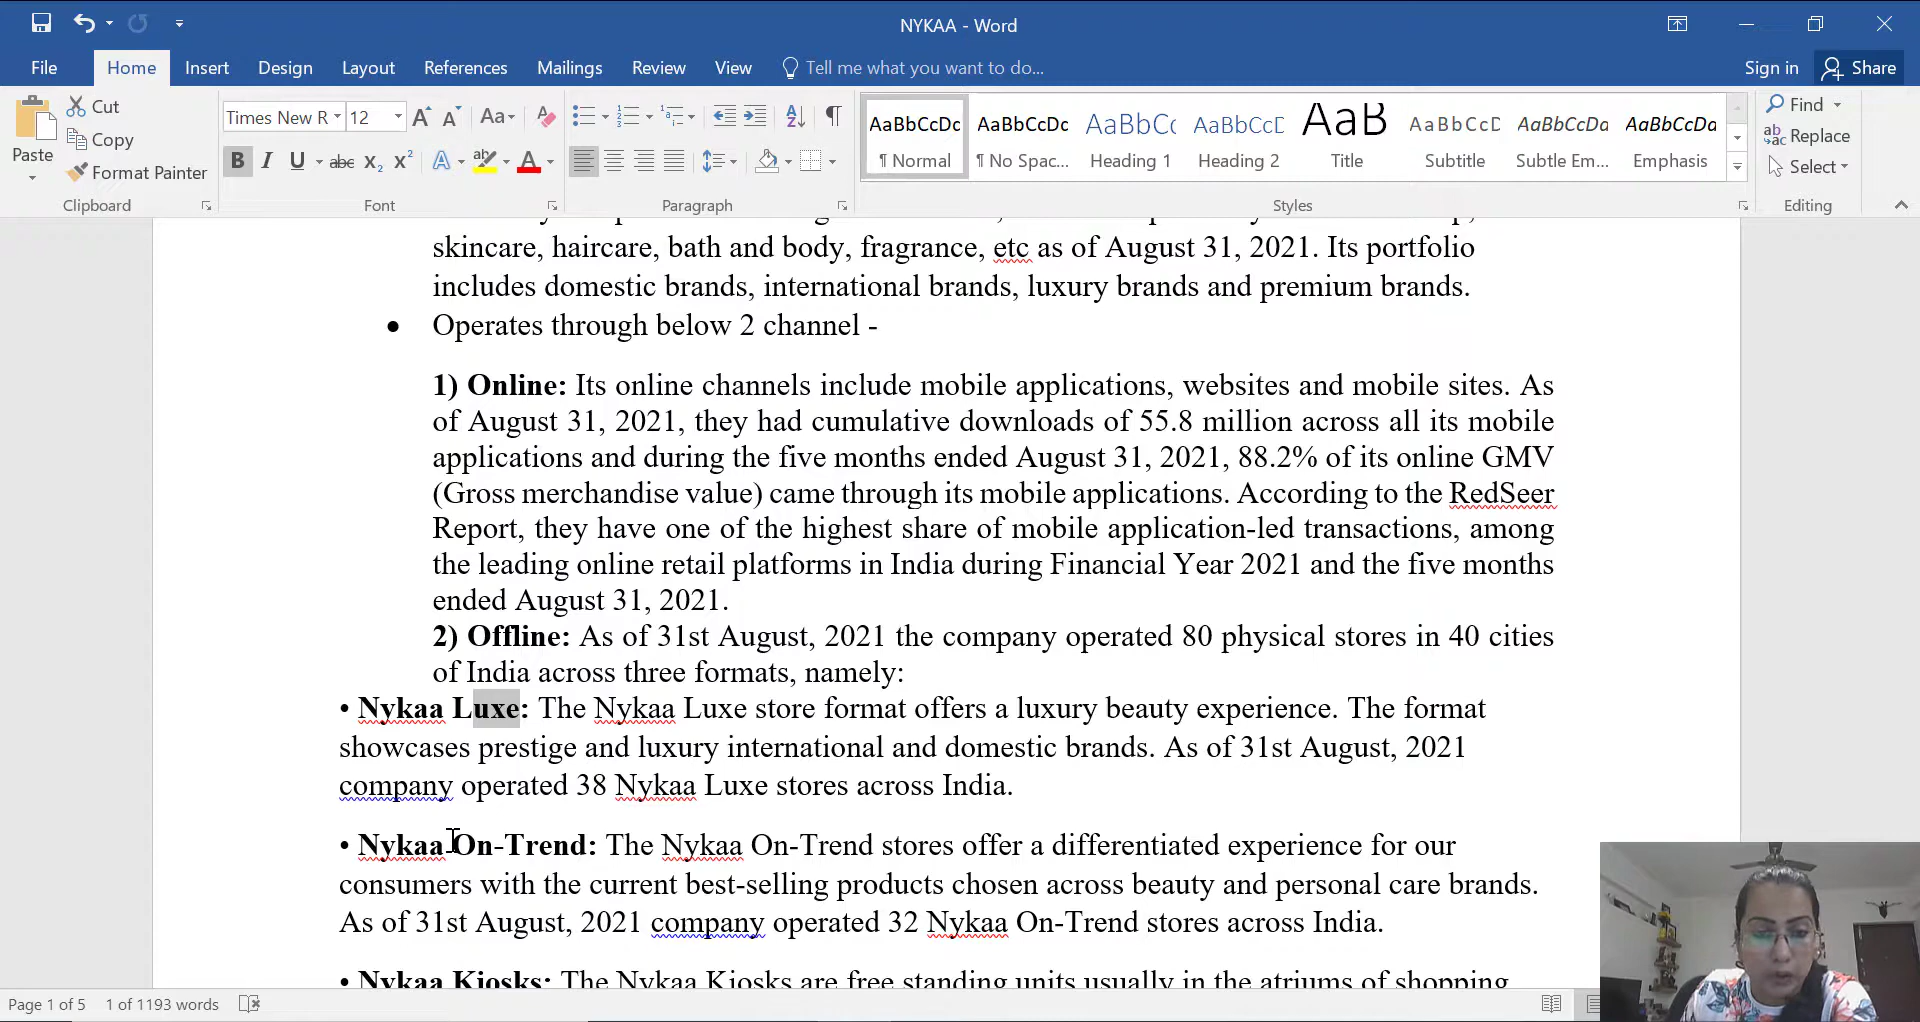 NYKAA - Word
File Home Insert Design Layout References Mailings Review View Tell me what you want to do... Sign in Share
Cut
Copy
Format Painter
Paste
Clipboard
Times New R 12
Font
Paragraph
AaBbCcDc AaBbCcDc AaBbCc AaBbCcD AaB AaBbCcD AaBbCcDa AaBbCcDa
¶ Normal ¶ No Spac... Heading 1 Heading 2 Title Subtitle Subtle Em... Emphasis
Styles
Find
Replace
Select
Editing
skincare, haircare, bath and body, fragrance, etc as of August 31, 2021. Its portfolio
includes domestic brands, international brands, luxury brands and premium brands.
• Operates through below 2 channel -
1) Online: Its online channels include mobile applications, websites and mobile sites. As
of August 31, 2021, they had cumulative downloads of 55.8 million across all its mobile
applications and during the five months ended August 31, 2021, 88.2% of its online GMV
(Gross merchandise value) came through its mobile applications. According to the RedSeer
Report, they have one of the highest share of mobile application-led transactions, among
the leading online retail platforms in India during Financial Year 2021 and the five months
ended August 31, 2021.
2) Offline: As of 31st August, 2021 the company operated 80 physical stores in 40 cities
of India across three formats, namely:
• Nykaa Luxe: The Nykaa Luxe store format offers a luxury beauty experience. The format
showcases prestige and luxury international and domestic brands. As of 31st August, 2021
company operated 38 Nykaa Luxe stores across India.
• Nykaa On-Trend: The Nykaa On-Trend stores offer a differentiated experience for our
consumers with the current best-selling products chosen across beauty and personal care brands.
As of 31st August, 2021 company operated 32 Nykaa On-Trend stores across India.
• Nykaa Kiosks: The Nykaa Kiosks are free standing units usually in the atriums of shopping
Page 1 of 5 1 of 1193 words